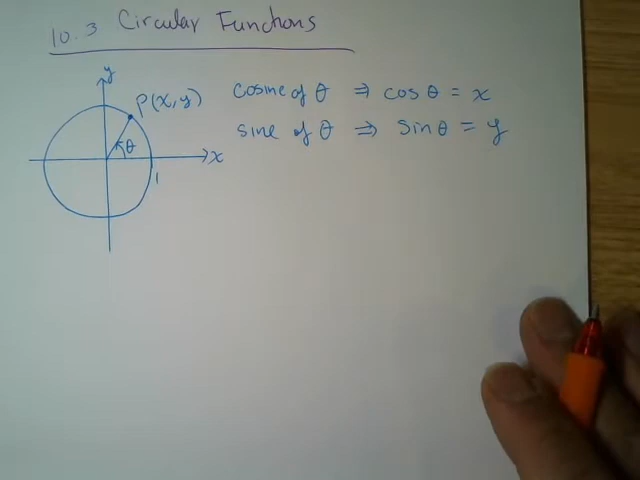 10.3 Circular Functions
y
P(x,y)
cosine of θ ⇒ cos θ = x
sine of θ ⇒ sin θ = y
θ
x
1